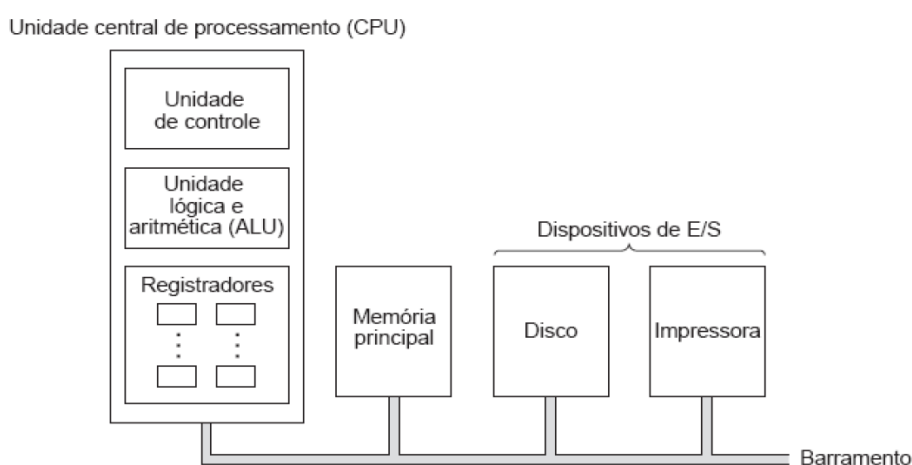 Unidade central de processamento (CPU)
Unidade
de controle
Unidade
lógica e
aritmética (ALU)
Registradores
Dispositivos de E/S
Memória
principal
Disco
Impressora
Barramento